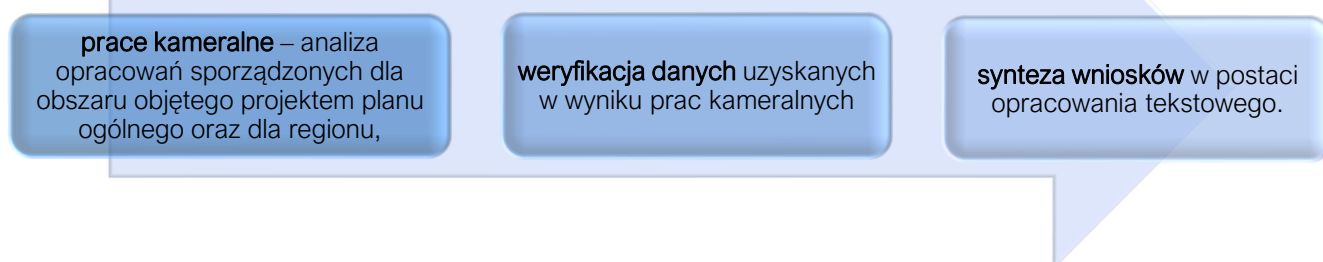 prace kameralne – analiza
opracowań sporządzonych dla
obszaru objętego projektem planu
ogólnego oraz dla regionu,
weryfikacja danych uzyskanych
w wyniku prac kameralnych
synteza wniosków w postaci
opracowania tekstowego.